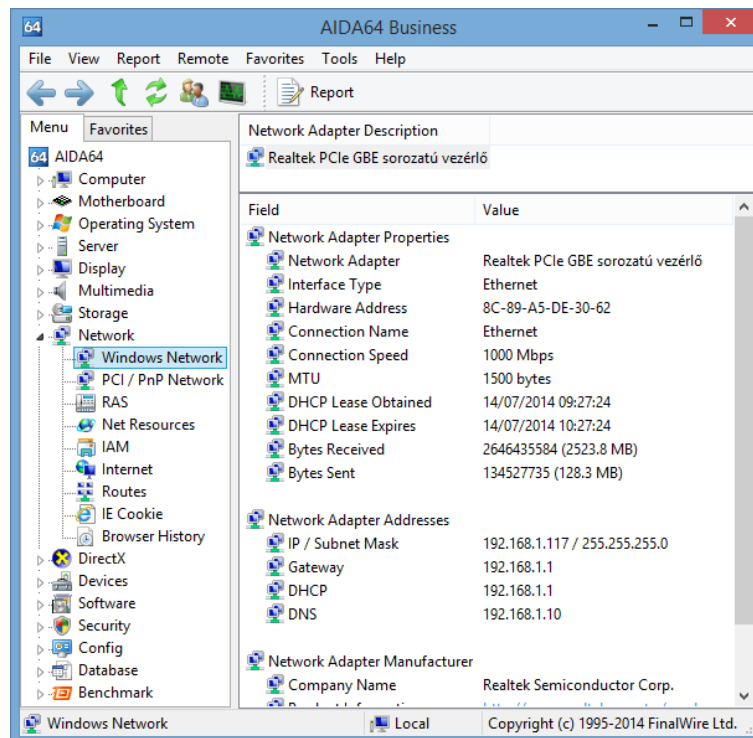 64 AIDA64 Business
File View Report Remote Favorites Tools Help
Report
Menu Favorites
64 AIDA64
Computer
Motherboard
Operating System
Server
Display
Multimedia
Storage
Network
Windows Network
PCI / PnP Network
RAS
Net Resources
IAM
Internet
Routes
IE Cookie
Browser History
DirectX
Devices
Software
Security
Config
Database
Benchmark
Network Adapter Description
Realtek PCIe GBE sorozatú vezérlő
Field Value
Network Adapter Properties
Network Adapter Realtek PCIe GBE sorozatú vezérlő
Interface Type Ethernet
Hardware Address 8C-89-A5-DE-30-62
Connection Name Ethernet
Connection Speed 1000 Mbps
MTU 1500 bytes
DHCP Lease Obtained 14/07/2014 09:27:24
DHCP Lease Expires 14/07/2014 10:27:24
Bytes Received 2646435584 (2523.8 MB)
Bytes Sent 134527735 (128.3 MB)
Network Adapter Addresses
IP / Subnet Mask 192.168.1.117 / 255.255.255.0
Gateway 192.168.1.1
DHCP 192.168.1.1
DNS 192.168.1.10
Network Adapter Manufacturer
Company Name Realtek Semiconductor Corp.
Windows Network Local Copyright (c) 1995-2014 FinalWire Ltd.